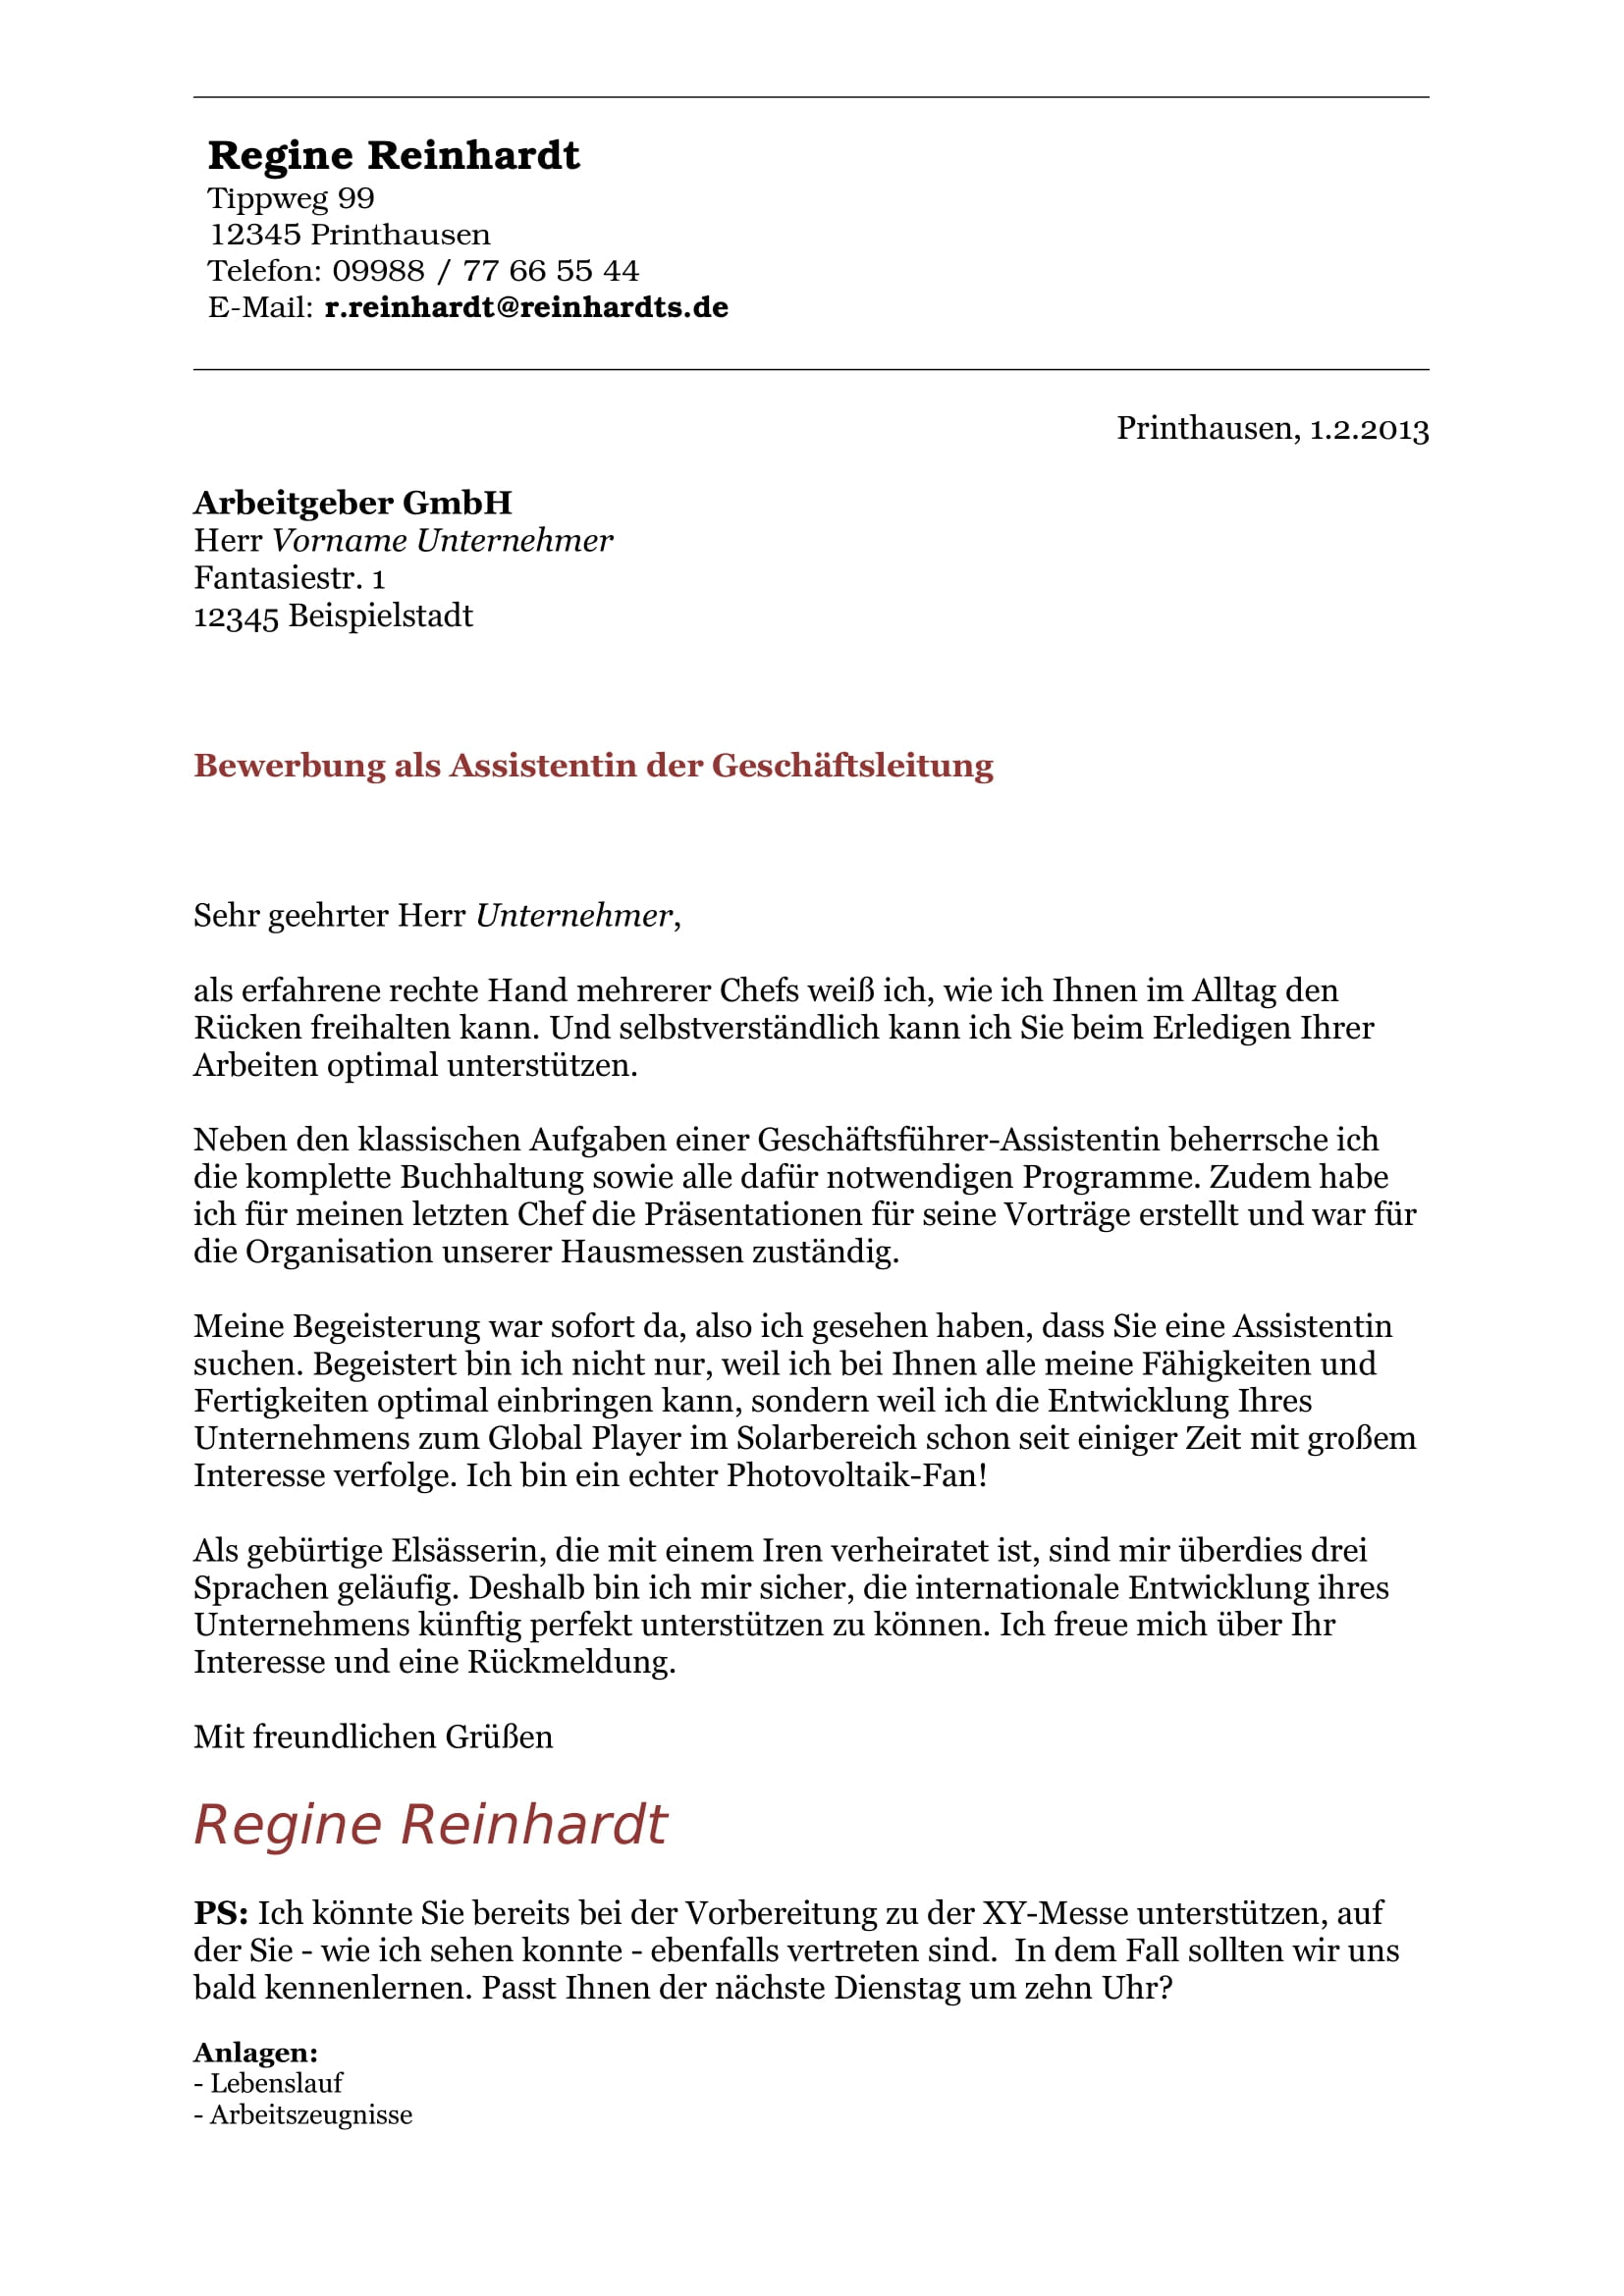 Regine Reinhardt
Tippweg 99
12345 Printhausen
Telefon: 09988 / 77 66 55 44
E-Mail: r.reinhardt@reinhardts.de
Printhausen, 1.2.2013
Arbeitgeber GmbH
Herr Vorname Unternehmer
Fantasiestr. 1
12345 Beispielstadt
Bewerbung als Assistentin der Geschäftsleitung
Sehr geehrter Herr Unternehmer,
als erfahrene rechte Hand mehrerer Chefs weiß ich, wie ich Ihnen im Alltag den
Rücken freihalten kann. Und selbstverständlich kann ich Sie beim Erledigen Ihrer
Arbeiten optimal unterstützen.
Neben den klassischen Aufgaben einer Geschäftsführer-Assistentin beherrsche ich
die komplette Buchhaltung sowie alle dafür notwendigen Programme. Zudem habe
ich für meinen letzten Chef die Präsentationen für seine Vorträge erstellt und war für
die Organisation unserer Hausmessen zuständig.
Meine Begeisterung war sofort da, also ich gesehen haben, dass Sie eine Assistentin
suchen. Begeistert bin ich nicht nur, weil ich bei Ihnen alle meine Fähigkeiten und
Fertigkeiten optimal einbringen kann, sondern weil ich die Entwicklung Ihres
Unternehmens zum Global Player im Solarbereich schon seit einiger Zeit mit großem
Interesse verfolge. Ich bin ein echter Photovoltaik-Fan!
Als gebürtige Elsässerin, die mit einem Iren verheiratet ist, sind mir überdies drei
Sprachen geläufig. Deshalb bin ich mir sicher, die internationale Entwicklung ihres
Unternehmens künftig perfekt unterstützen zu können. Ich freue mich über Ihr
Interesse und eine Rückmeldung.
Mit freundlichen Grüßen
Regine Reinhardt
PS: Ich könnte Sie bereits bei der Vorbereitung zu der XY-Messe unterstützen, auf
der Sie - wie ich sehen konnte - ebenfalls vertreten sind.  In dem Fall sollten wir uns
bald kennenlernen. Passt Ihnen der nächste Dienstag um zehn Uhr?
Anlagen:
- Lebenslauf
- Arbeitszeugnisse